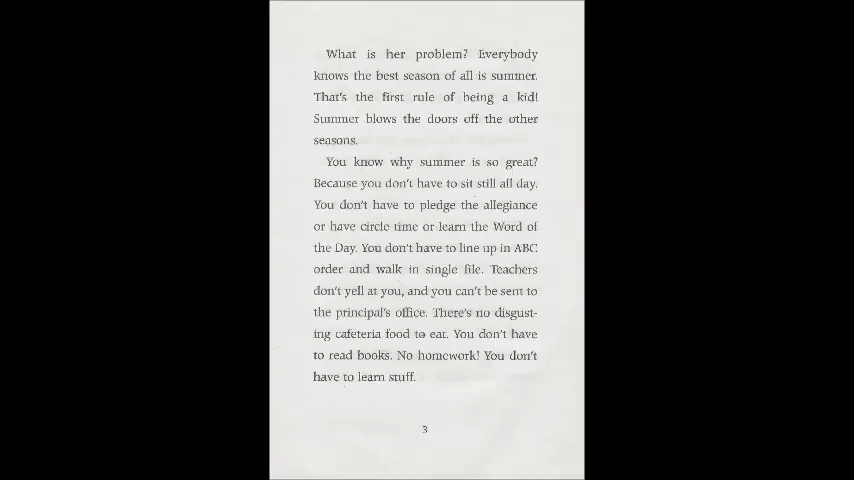 What is her problem? Everybody
knows the best season of all is summer.
That's the first rule of being a kid!
Summer blows the doors off the other
seasons.
You know why summer is so great?
Because you don't have to sit still all day.
You don't have to pledge the allegiance
or have circle time or learn the Word of
the Day. You don't have to line up in ABC
order and walk in single file. Teachers
don't yell at you, and you can't be sent to
the principal's office. There's no disgust-
ing cafeteria food to eat. You don't have
to read books. No homework! You don't
have to learn stuff.
3